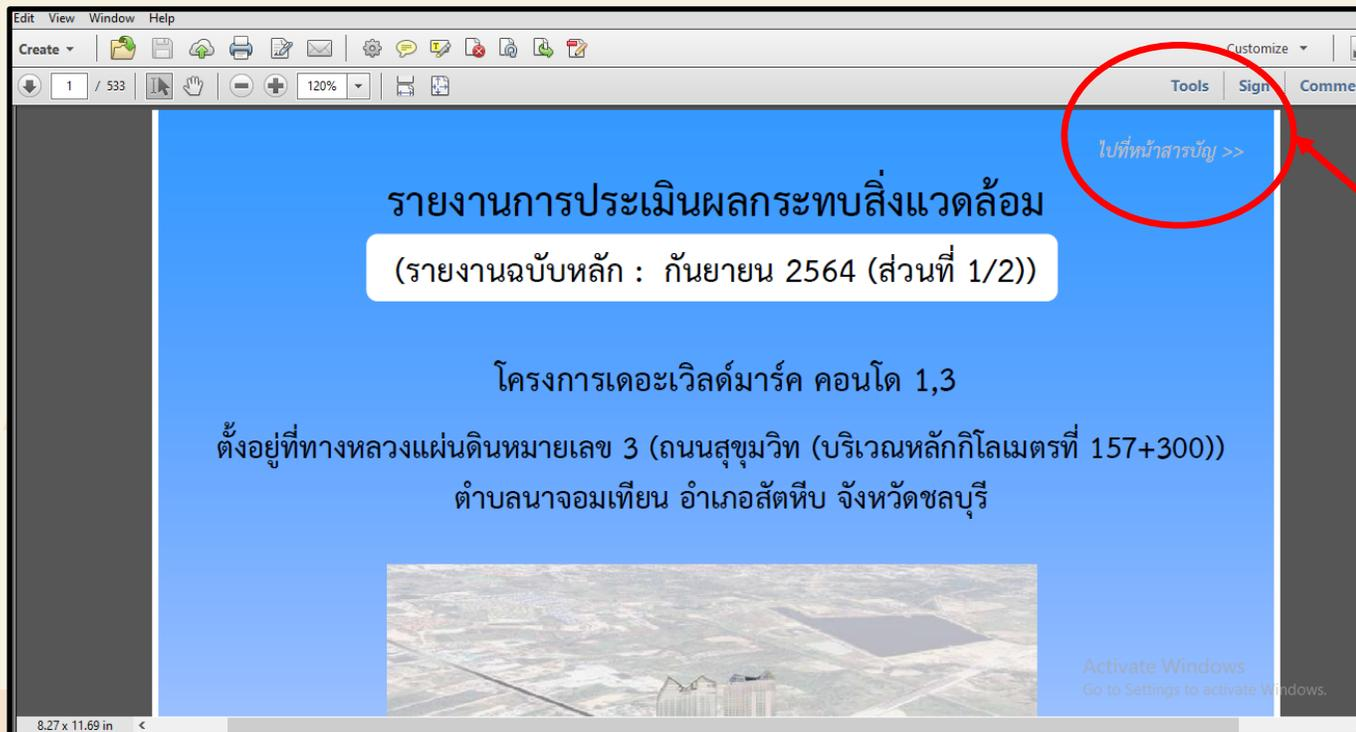 Edit View Window Help
Create Customize
1 / 533 120% Tools Sign Comme
ไปที่หน้าสารบัญ >>
รายงานการประเมินผลกระทบสิ่งแวดล้อม
(รายงานฉบับหลัก : กันยายน 2564 (ส่วนที่ 1/2))
โครงการเดอะเวิลด์มาร์ค คอนโด 1,3
ตั้งอยู่ที่ทางหลวงแผ่นดินหมายเลข 3 (ถนนสุขุมวิท (บริเวณหลักกิโลเมตรที่ 157+300))
ตำบลนาจอมเทียน อำเภอสัตหีบ จังหวัดชลบุรี
Activate Windows
Go to Settings to activate Windows.
8.27 x 11.69 in